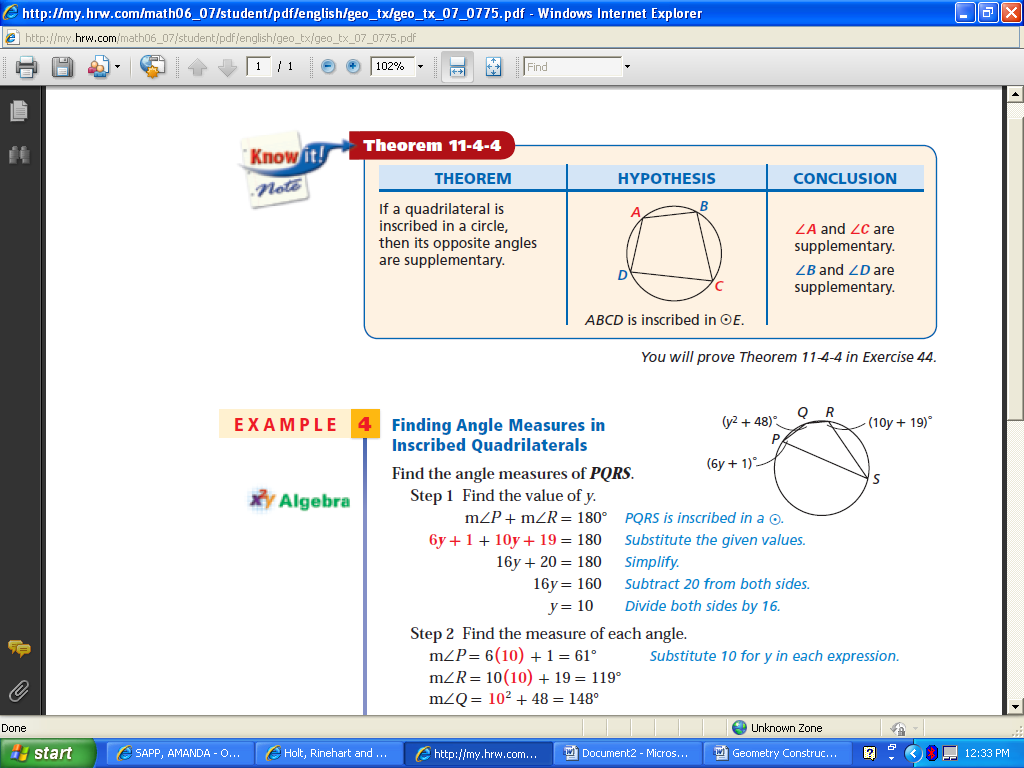 http://my.hrw.com/math06_07/student/pdf/english/geo_tx/geo_tx_07_0775.pdf - Windows Internet Explorer
http://my.hrw.com/math06_07/student/pdf/english/geo_tx/geo_tx_07_0775.pdf
1 / 1 102% Find
Know it! Note
Theorem 11-4-4
THEOREM HYPOTHESIS CONCLUSION
If a quadrilateral is
inscribed in a circle,
then its opposite angles
are supplementary.
A B
D C
ABCD is inscribed in ⊙E.
∠A and ∠C are
supplementary.
∠B and ∠D are
supplementary.
You will prove Theorem 11-4-4 in Exercise 44.
EXAMPLE 4
x²y Algebra
Finding Angle Measures in
Inscribed Quadrilaterals
Q R
(y² + 48)° (10y + 19)°
P
(6y + 1)°
S
Find the angle measures of PQRS.
Step 1 Find the value of y.
m∠P + m∠R = 180° PQRS is inscribed in a ⊙.
6y + 1 + 10y + 19 = 180 Substitute the given values.
16y + 20 = 180 Simplify.
16y = 160 Subtract 20 from both sides.
y = 10 Divide both sides by 16.
Step 2 Find the measure of each angle.
m∠P = 6(10) + 1 = 61° Substitute 10 for y in each expression.
m∠R = 10(10) + 19 = 119°
m∠Q = 10² + 48 = 148°
Done Unknown Zone
start SAPP, AMANDA - O... Holt, Rinehart and ... http://my.hrw.com... Document2 - Micros... Geometry Construc... 12:33 PM